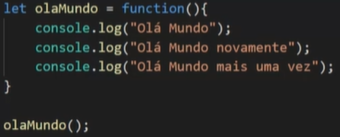 let olaMundo = function(){
    console.log("Olá Mundo");
    console.log("Olá Mundo novamente");
    console.log("Olá Mundo mais uma vez");
}

olaMundo();